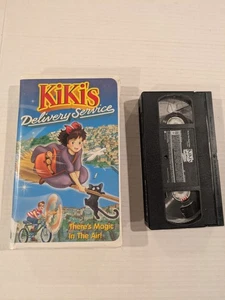 KiKi's
Delivery Service
There's Magic
In The Air!